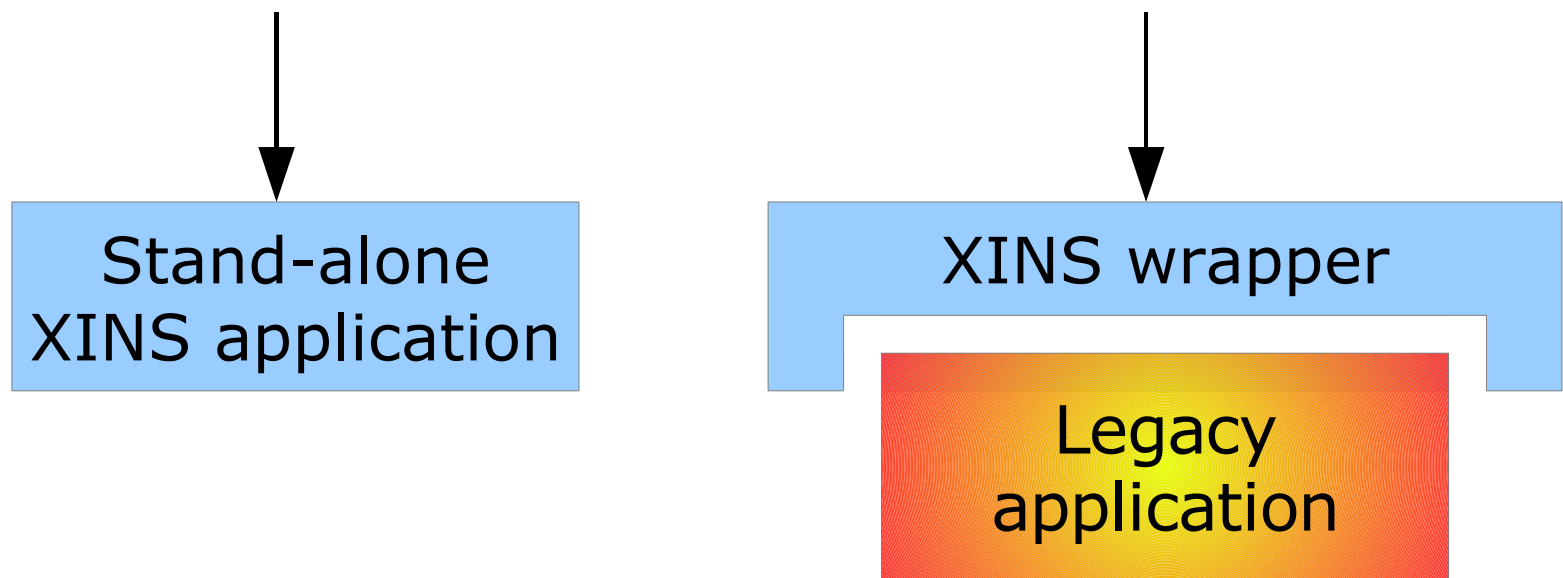 Stand-alone
XINS application
XINS wrapper
Legacy
application